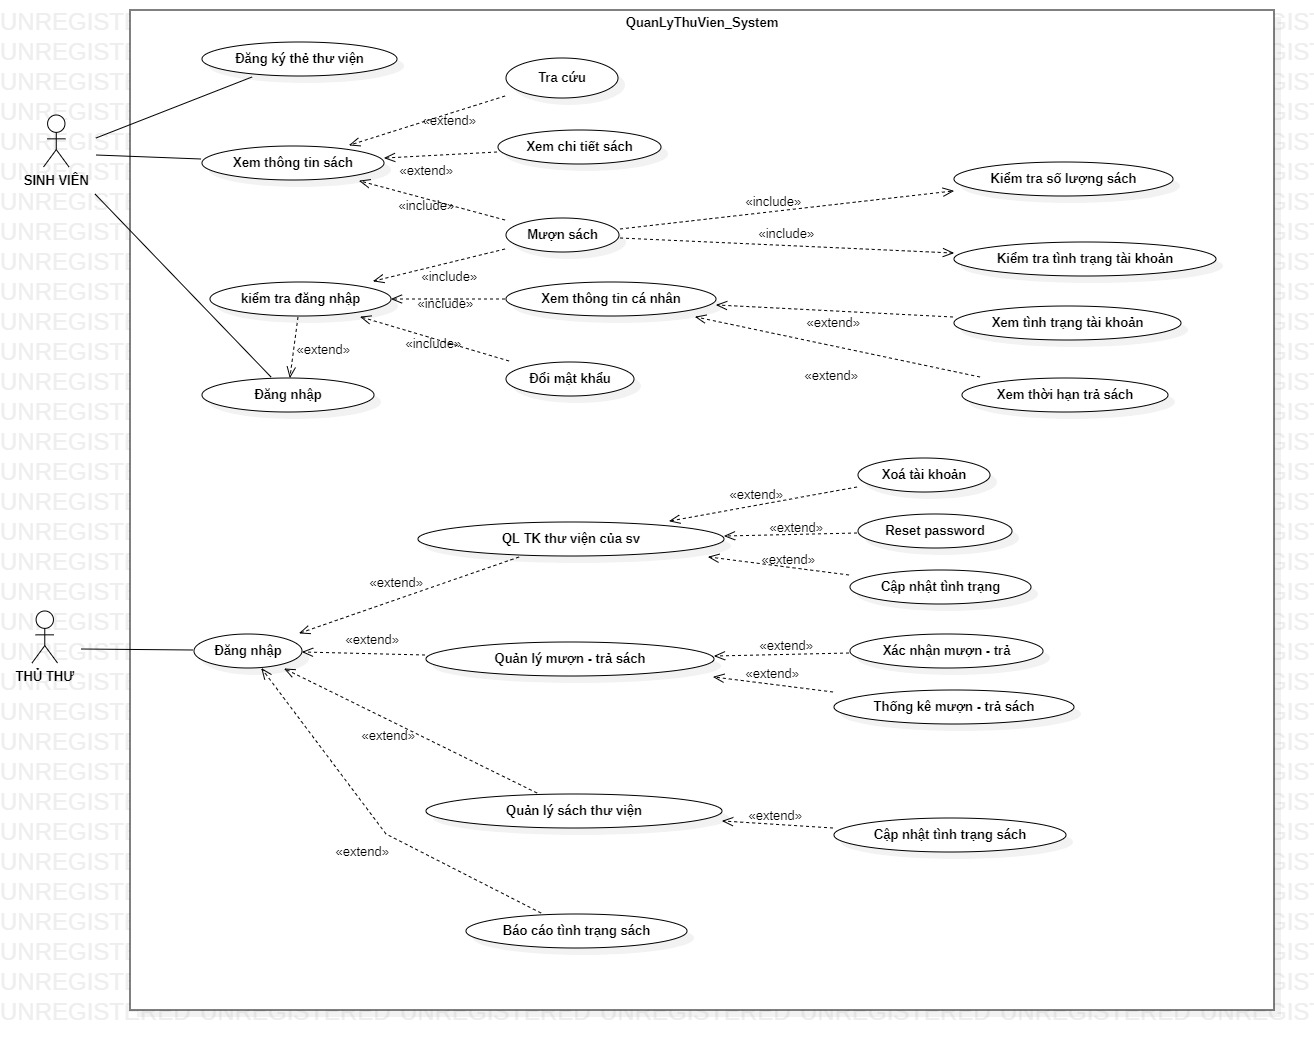 QuanLyThuVien_System
Đăng ký thẻ thư viện
Tra cứu
«extend»
Xem chi tiết sách
Xem thông tin sách
«extend»
SINH VIÊN
Kiểm tra số lượng sách
«include»
«include»
Mượn sách
«include»
Kiểm tra tình trạng tài khoản
«include»
kiểm tra đăng nhập
«include»
Xem thông tin cá nhân
«extend»
Xem tình trạng tài khoản
«include»
«extend»
Đổi mật khẩu
«extend»
Đăng nhập
Xem thời hạn trả sách
Xoá tài khoản
«extend»
QL TK thư viện của sv
«extend»
Reset password
«extend»
Cập nhật tình trạng
«extend»
THỦ THƯ
Đăng nhập
«extend»
Quản lý mượn - trả sách
«extend»
Xác nhận mượn - trả
«extend»
Thống kê mượn - trả sách
«extend»
Quản lý sách thư viện
«extend»
Cập nhật tình trạng sách
«extend»
Báo cáo tình trạng sách
UNREGISTERED UNREGISTERED UNREGISTERED UNREGISTERED UNREGISTERED UNREGISTERED UNREGIS